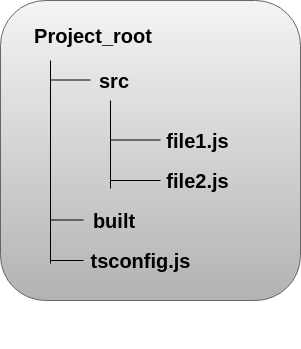 Project_root
src
file1.js
file2.js
built
tsconfig.js